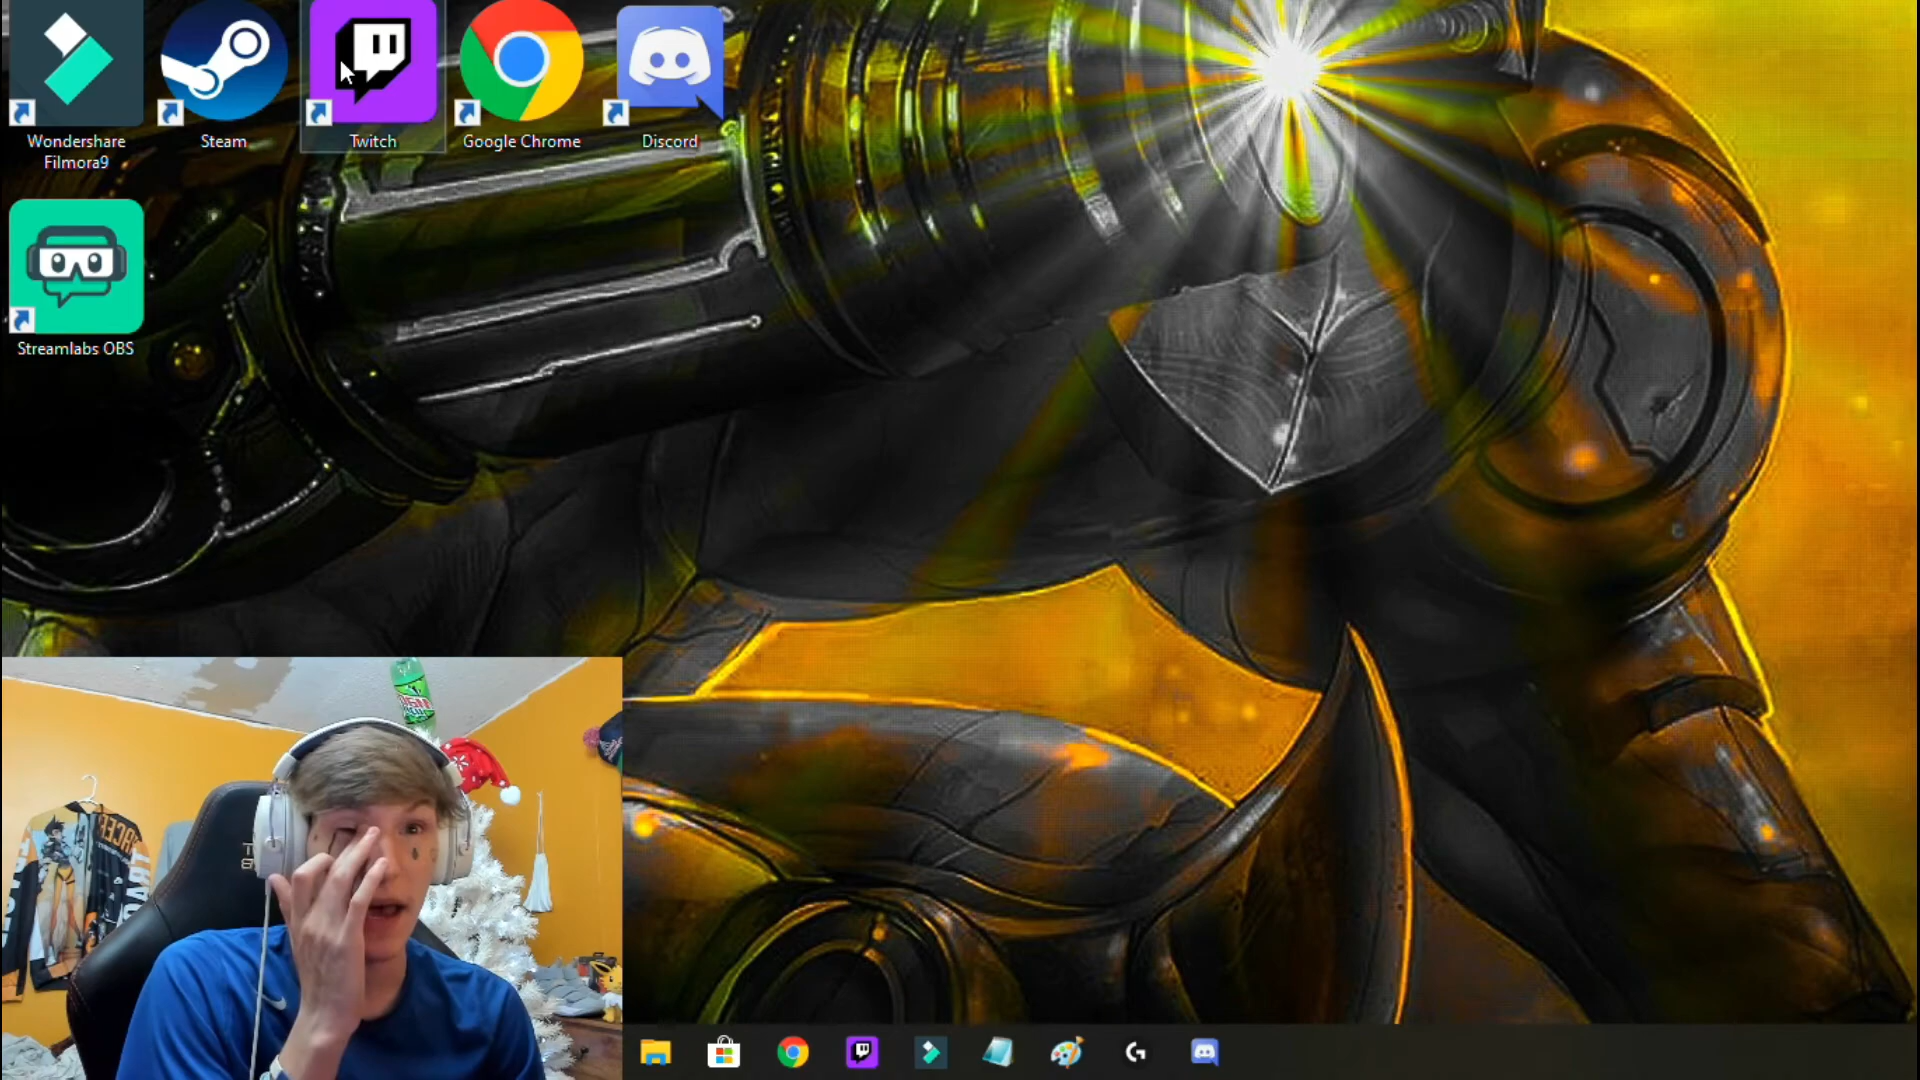 Wondershare
Filmora9
Steam
Twitch
Google Chrome
Discord
Streamlabs OBS